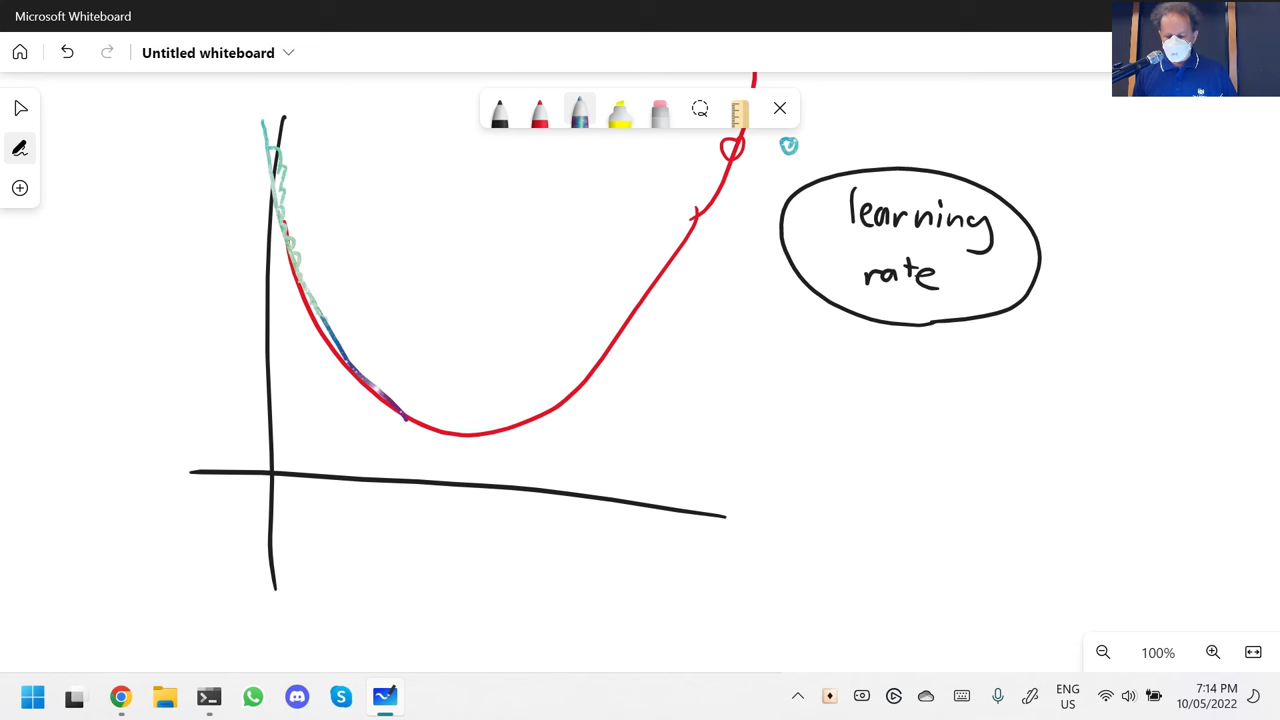 Microsoft Whiteboard
Untitled whiteboard
learning
rate
100%
ENG
US
7:14 PM
10/05/2022